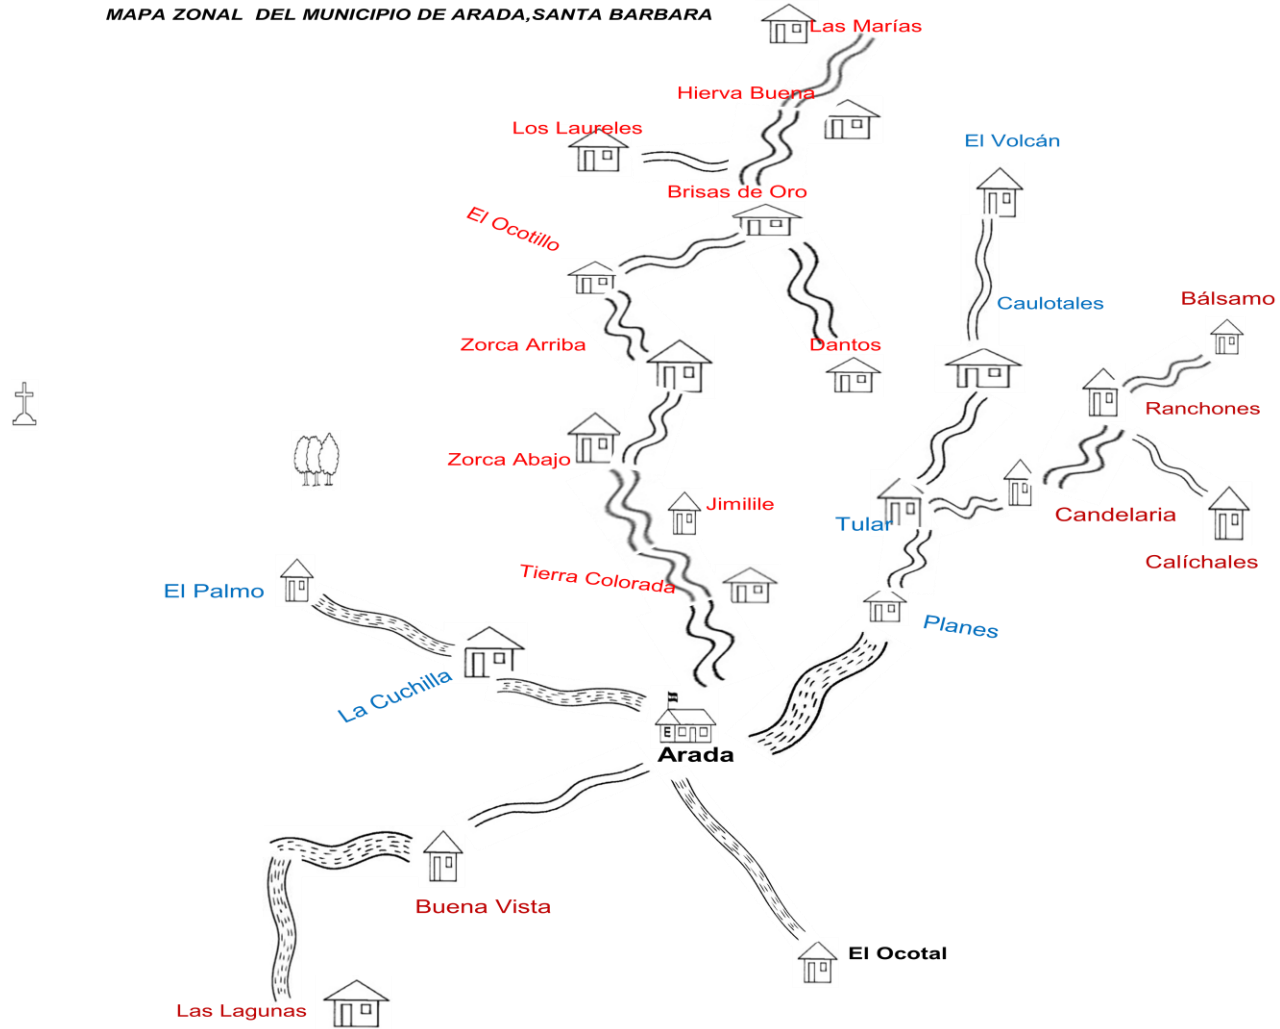 MAPA ZONAL  DEL MUNICIPIO DE ARADA,SANTA BARBARA
Las Marías
Hierva Buena
Los Laureles
El Volcán
Brisas de Oro
El Ocotillo
Bálsamo
Caulotales
Zorca Arriba
Dantos
Ranchones
Zorca Abajo
Jimilile
Candelaria
Tular
Calíchales
Tierra Colorada
El Palmo
Planes
La Cuchilla
E
Arada
Buena Vista
El Ocotal
Las Lagunas